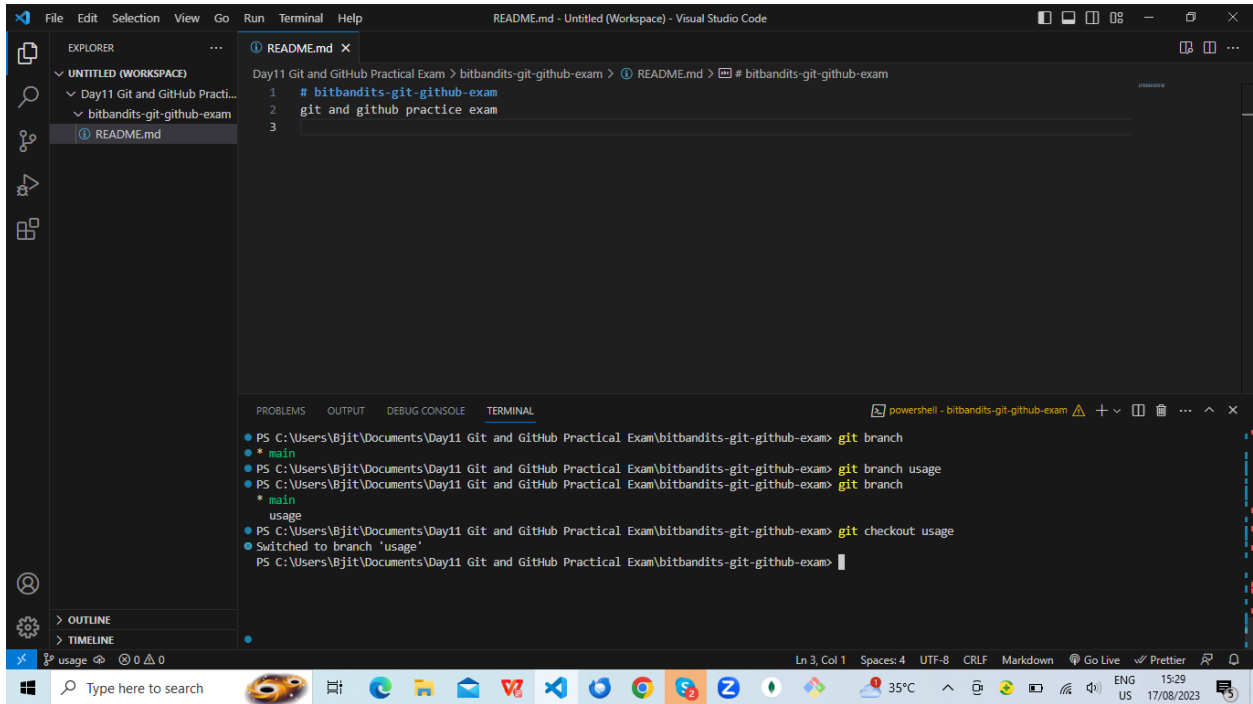 File Edit Selection View Go Run Terminal Help README.md - Untitled (Workspace) - Visual Studio Code
EXPLORER ...
README.md
UNTITLED (WORKSPACE)
Day11 Git and GitHub Practi...
bitbandits-git-github-exam
README.md
Day11 Git and GitHub Practical Exam > bitbandits-git-github-exam > README.md > # bitbandits-git-github-exam
1 # bitbandits-git-github-exam
2 git and github practice exam
3
PROBLEMS OUTPUT DEBUG CONSOLE TERMINAL powershell - bitbandits-git-github-exam
PS C:\Users\Bjit\Documents\Day11 Git and GitHub Practical Exam\bitbandits-git-github-exam> git branch
* main
PS C:\Users\Bjit\Documents\Day11 Git and GitHub Practical Exam\bitbandits-git-github-exam> git branch usage
PS C:\Users\Bjit\Documents\Day11 Git and GitHub Practical Exam\bitbandits-git-github-exam> git branch
* main
usage
PS C:\Users\Bjit\Documents\Day11 Git and GitHub Practical Exam\bitbandits-git-github-exam> git checkout usage
Switched to branch 'usage'
PS C:\Users\Bjit\Documents\Day11 Git and GitHub Practical Exam\bitbandits-git-github-exam>
> OUTLINE
> TIMELINE
usage 0 0 Ln 3, Col 1 Spaces: 4 UTF-8 CRLF Markdown Go Live Prettier
Type here to search 35°C ENG 15:29
US 17/08/2023